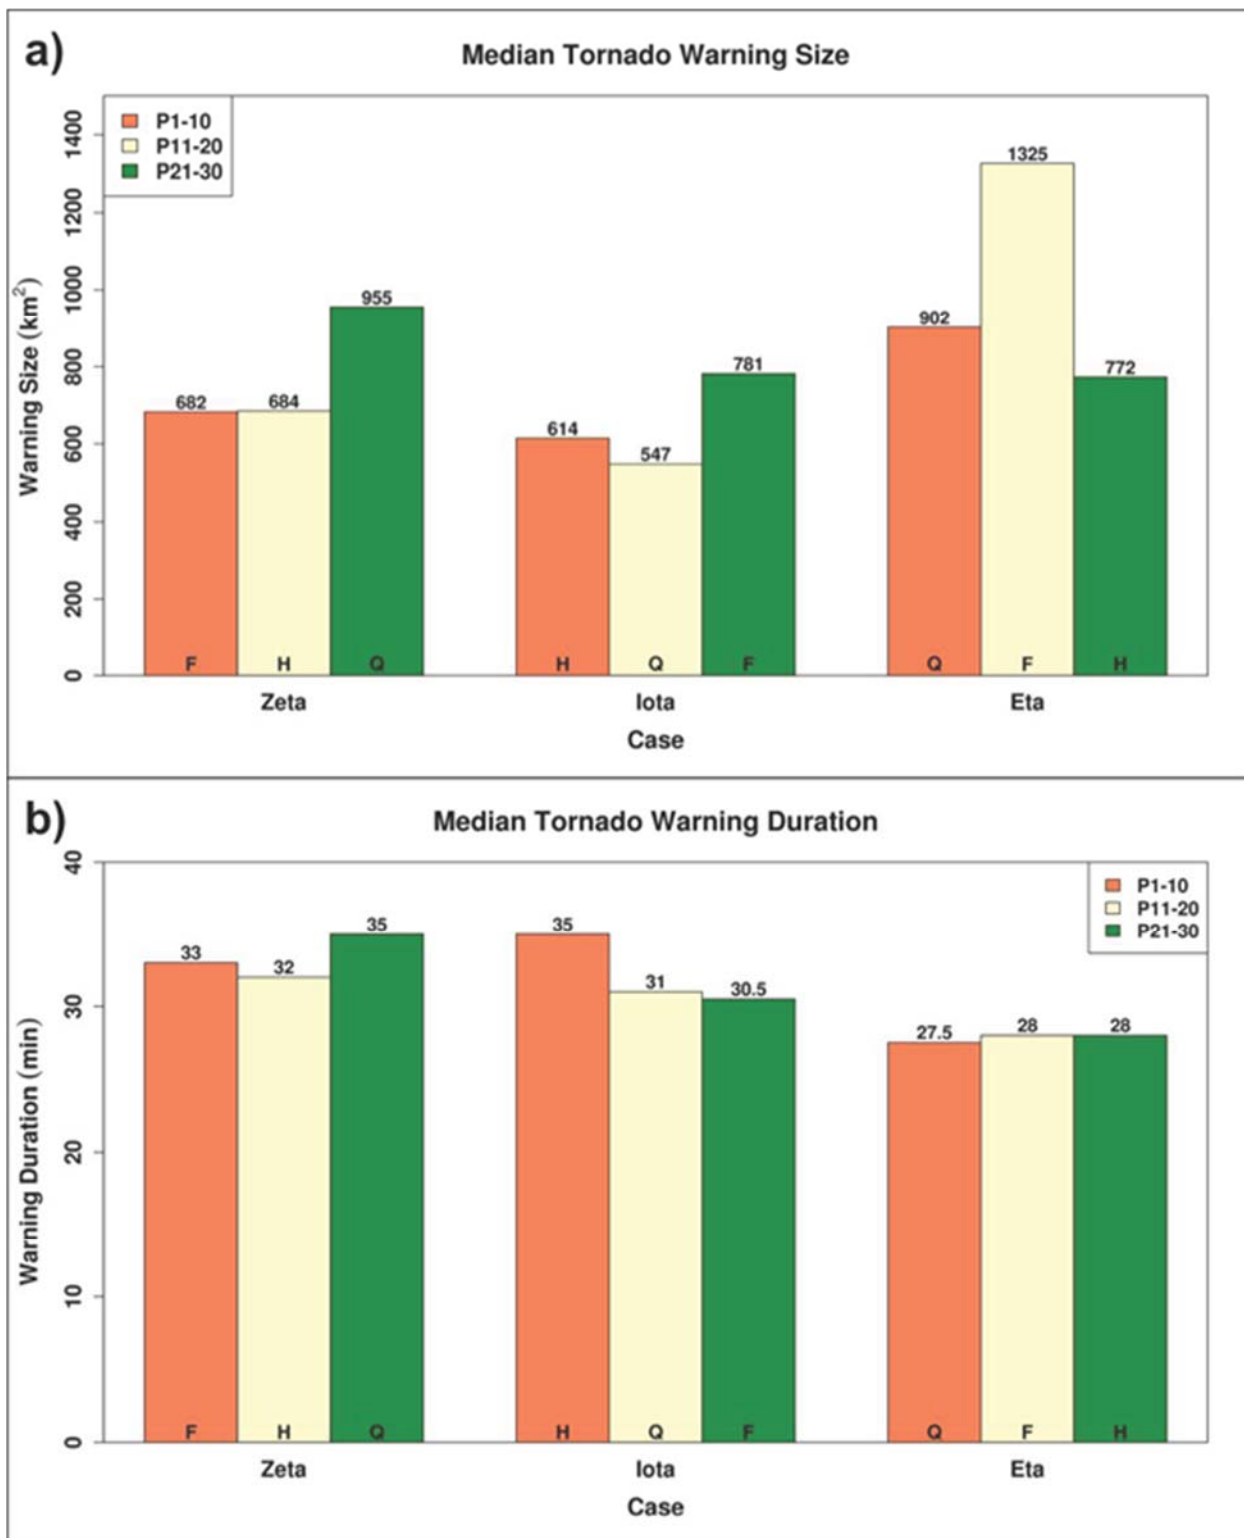 a)
Median Tornado Warning Size
P1-10
P11-20
P21-30
Warning Size (km²)
1400
1200
1000
800
600
400
200
0
682
684
955
614
547
781
902
1325
772
F H Q H Q F Q F H
Zeta Iota Eta
Case
b)
Median Tornado Warning Duration
P1-10
P11-20
P21-30
Warning Duration (min)
40
30
20
10
0
33
32
35
35
31
30.5
27.5
28
28
F H Q H Q F Q F H
Zeta Iota Eta
Case